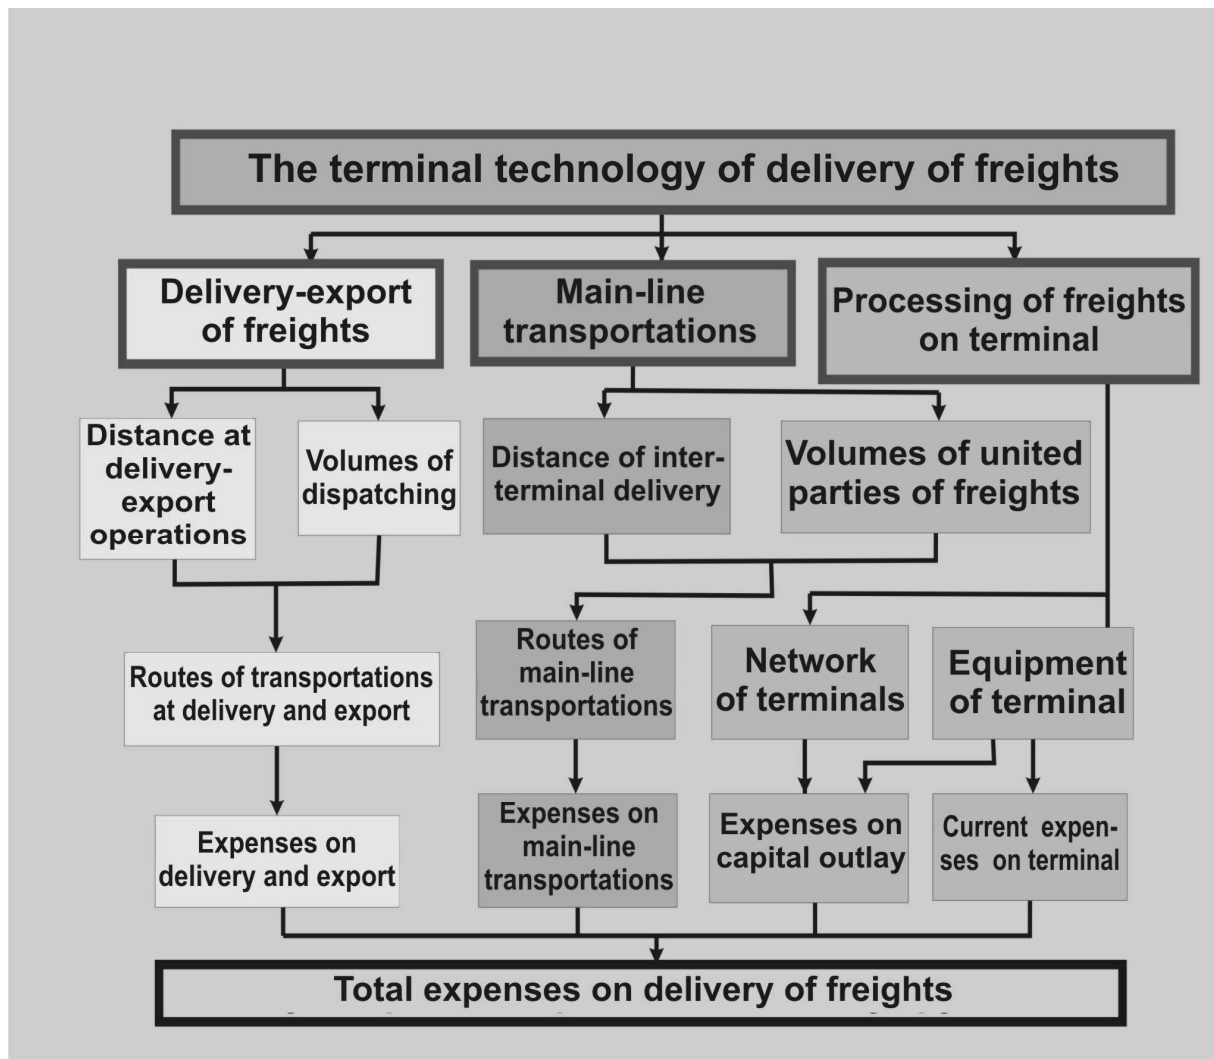 The terminal technology of delivery of freights
Delivery-export
of freights
Main-line
transportations
Processing of freights
on terminal
Distance at
delivery-
export
operations
Volumes of
dispatching
Distance of inter-
terminal delivery
Volumes of united
parties of freights
Routes of transportations
at delivery and export
Routes of
main-line
transportations
Network
of terminals
Equipment
of terminal
Expenses on
delivery and export
Expenses on
main-line
transportations
Expenses on
capital outlay
Current expen-
ses on terminal
Total expenses on delivery of freights